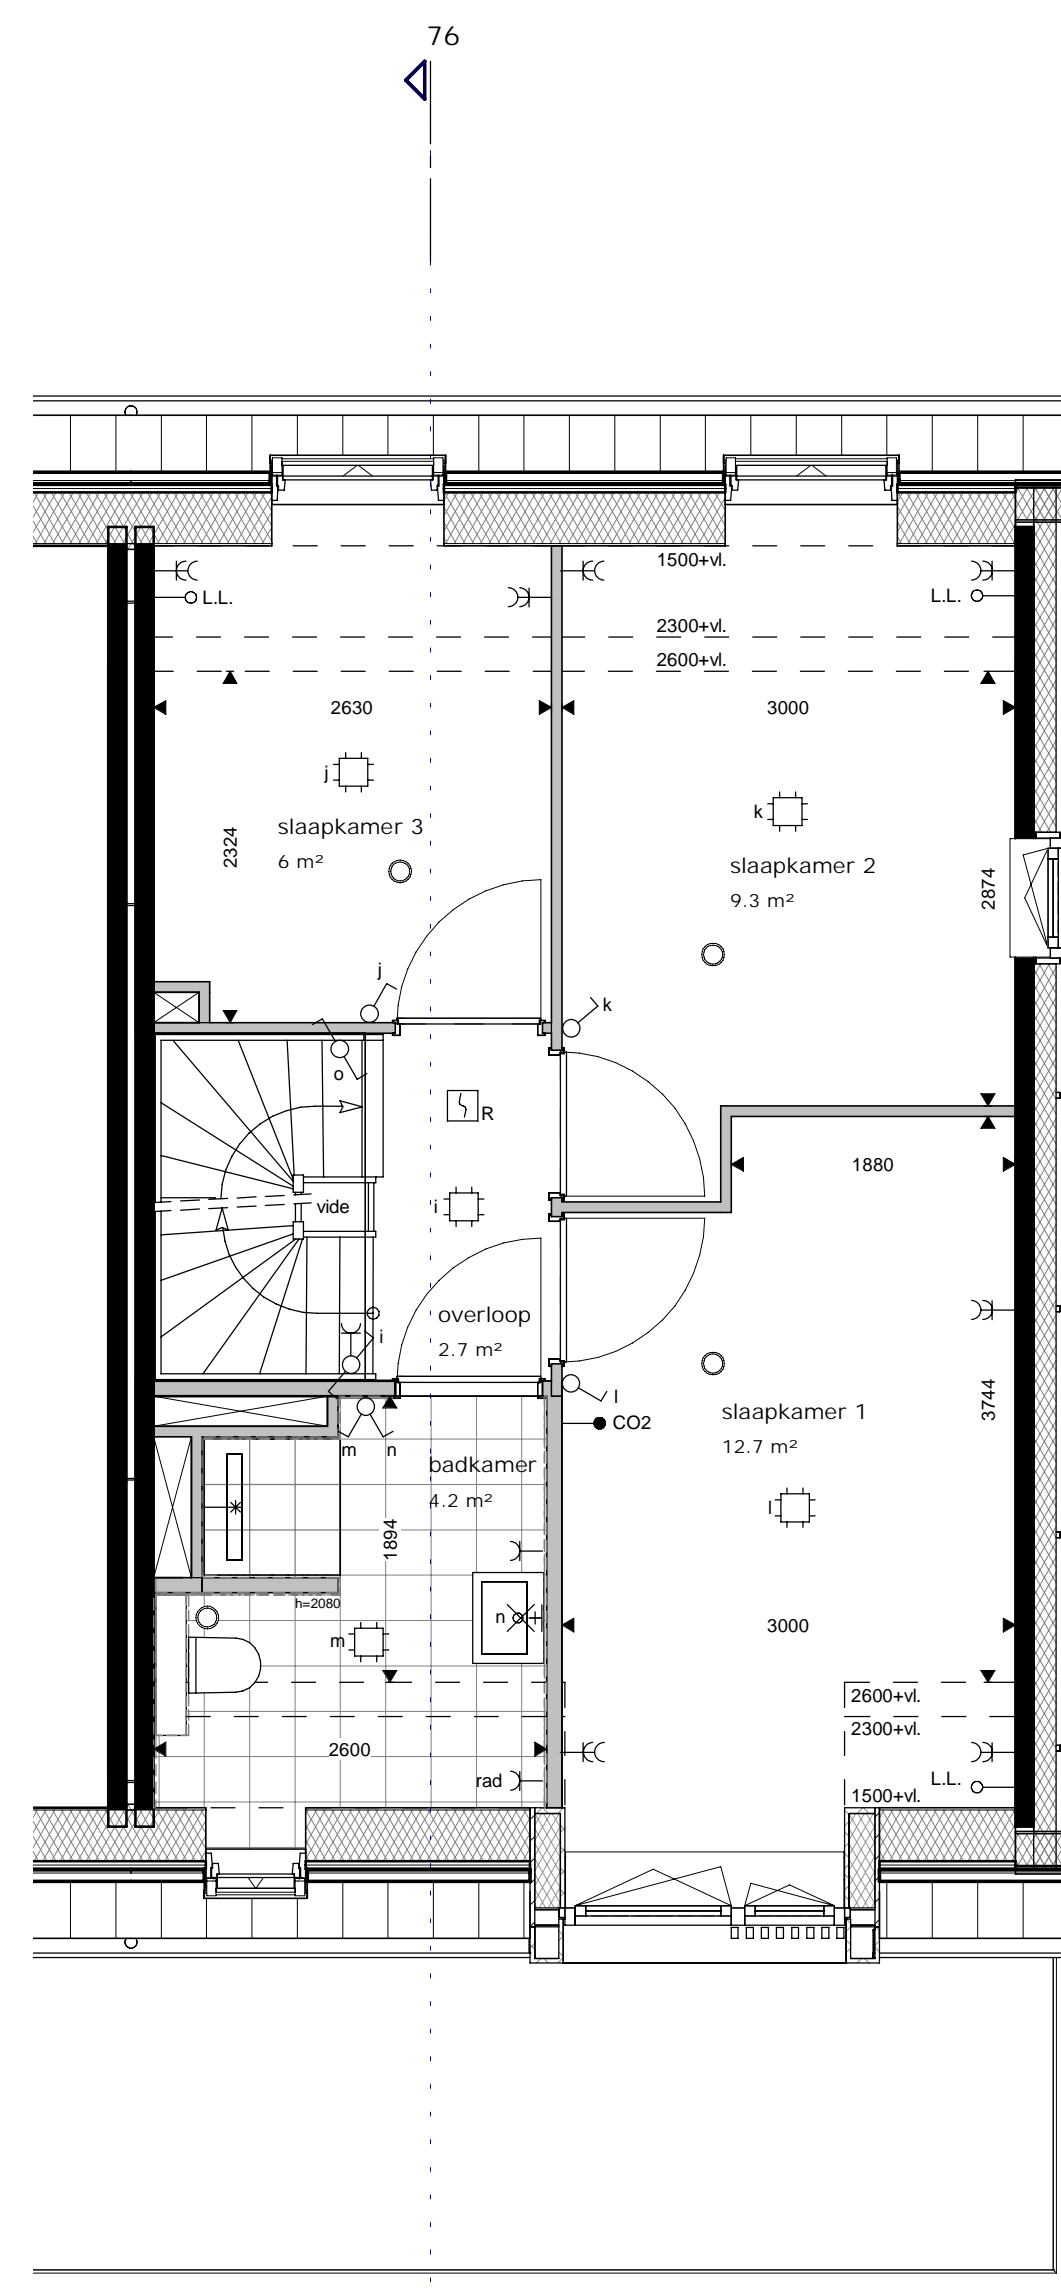 76
1500+vl.
L.L.
L.L.
2300+vl.
2600+vl.
2630
3000
j
k
slaapkamer 3
6 m²
2324
slaapkamer 2
9.3 m²
2874
j
k
o
R
1880
vide
i
overloop
2.7 m²
i
l
CO2
slaapkamer 1
12.7 m²
3744
m
n
badkamer
4.2 m²
l
1894
h=2080
n
m
3000
2600+vl.
2300+vl.
2600
rad
L.L.
1500+vl.